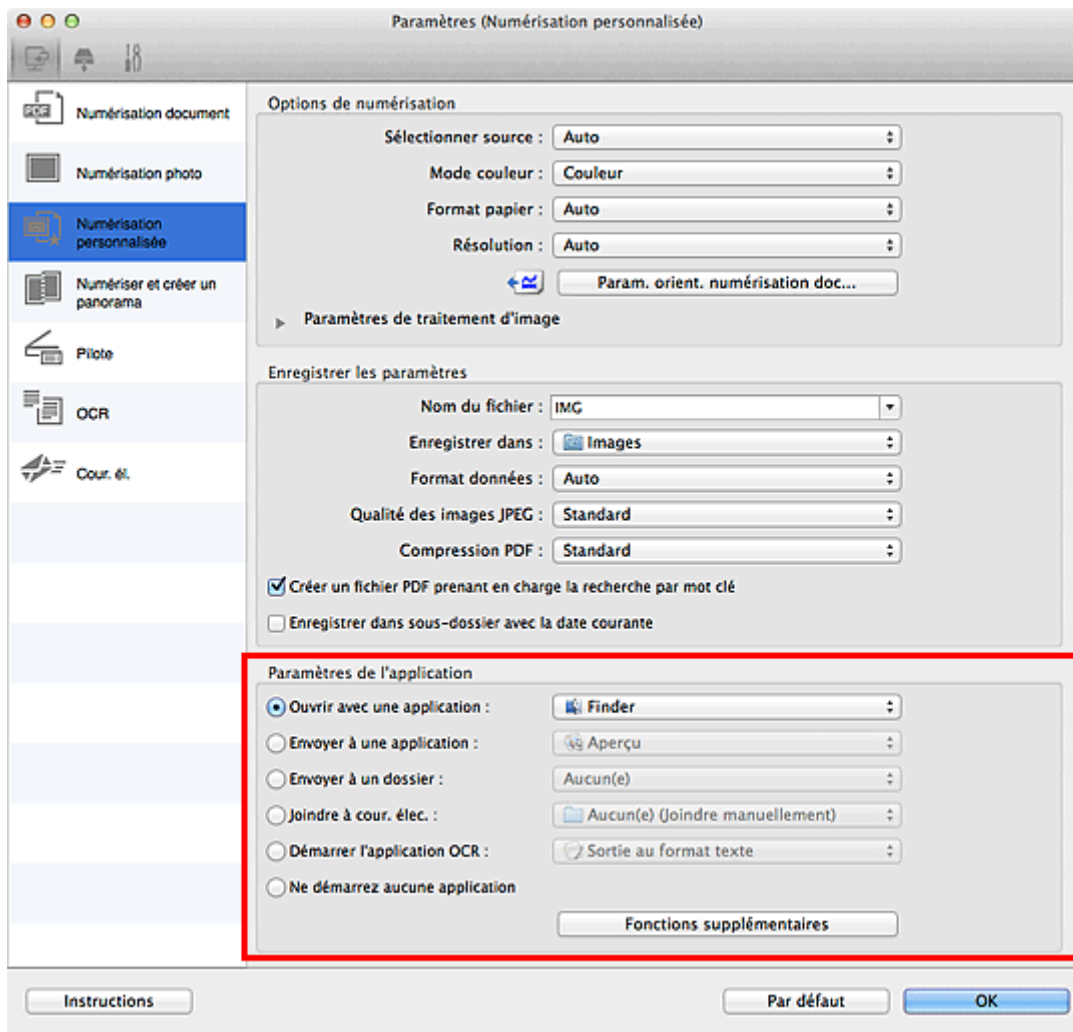 Paramètres (Numérisation personnalisée)
Numérisation document
Numérisation photo
Numérisation
personnalisée
Numériser et créer un
panorama
Pilote
OCR
Cour. él.
Options de numérisation
Sélectionner source : Auto
Mode couleur : Couleur
Format papier : Auto
Résolution : Auto
Param. orient. numérisation doc...
Paramètres de traitement d'image
Enregistrer les paramètres
Nom du fichier : IMG
Enregistrer dans : Images
Format données : Auto
Qualité des images JPEG : Standard
Compression PDF : Standard
Créer un fichier PDF prenant en charge la recherche par mot clé
Enregistrer dans sous-dossier avec la date courante
Paramètres de l'application
Ouvrir avec une application : Finder
Envoyer à une application : Aperçu
Envoyer à un dossier : Aucun(e)
Joindre à cour. élec. : Aucun(e) (Joindre manuellement)
Démarrer l'application OCR : Sortie au format texte
Ne démarrez aucune application
Fonctions supplémentaires
Instructions
Par défaut
OK